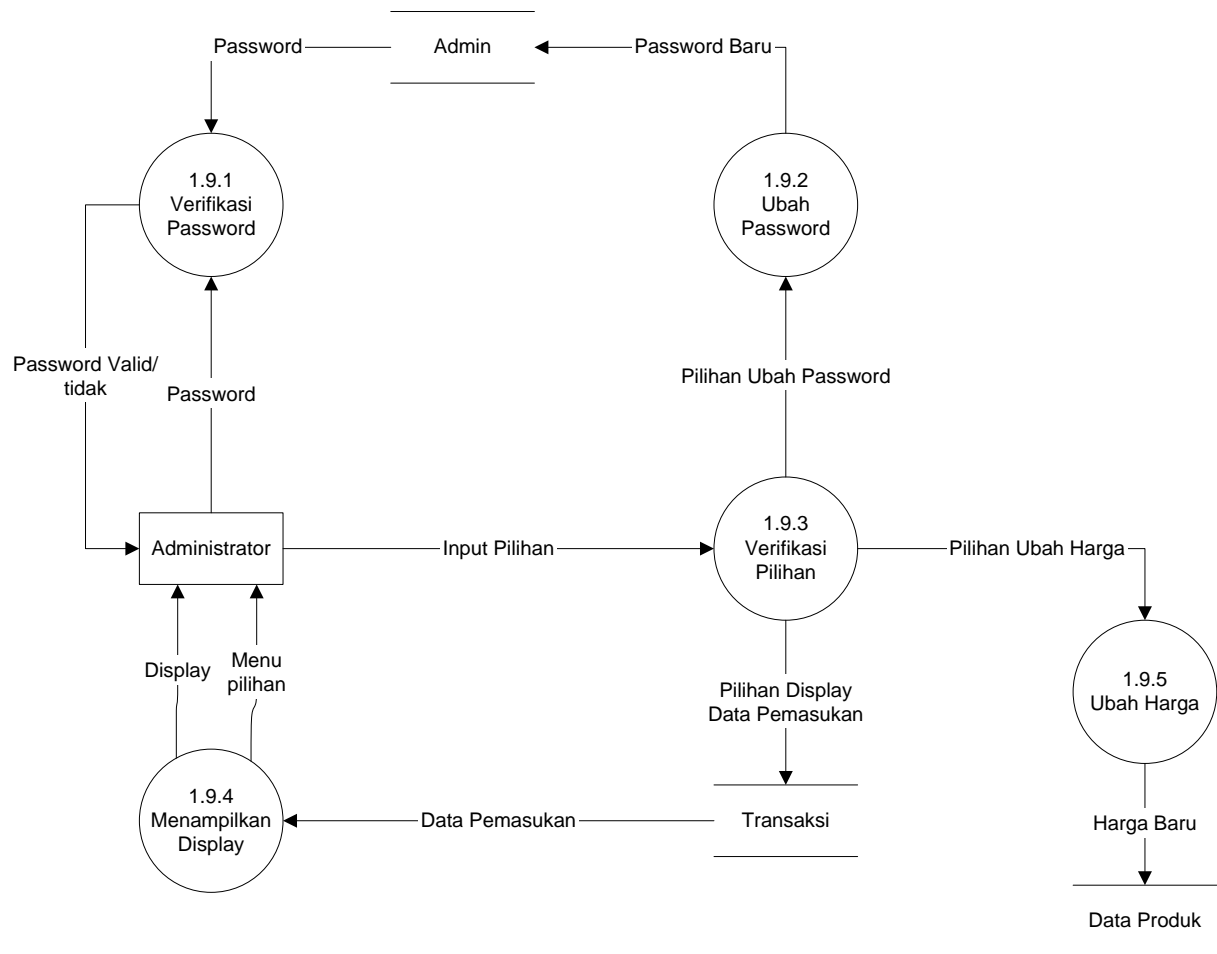 Password
Admin
Password Baru
1.9.1
Verifikasi
Password
1.9.2
Ubah
Password
Password Valid/
tidak
Password
Pilihan Ubah Password
Administrator
Input Pilihan
1.9.3
Verifikasi
Pilihan
Pilihan Ubah Harga
Display
Menu
pilihan
Pilihan Display
Data Pemasukan
1.9.5
Ubah Harga
1.9.4
Menampilkan
Display
Data Pemasukan
Transaksi
Harga Baru
Data Produk